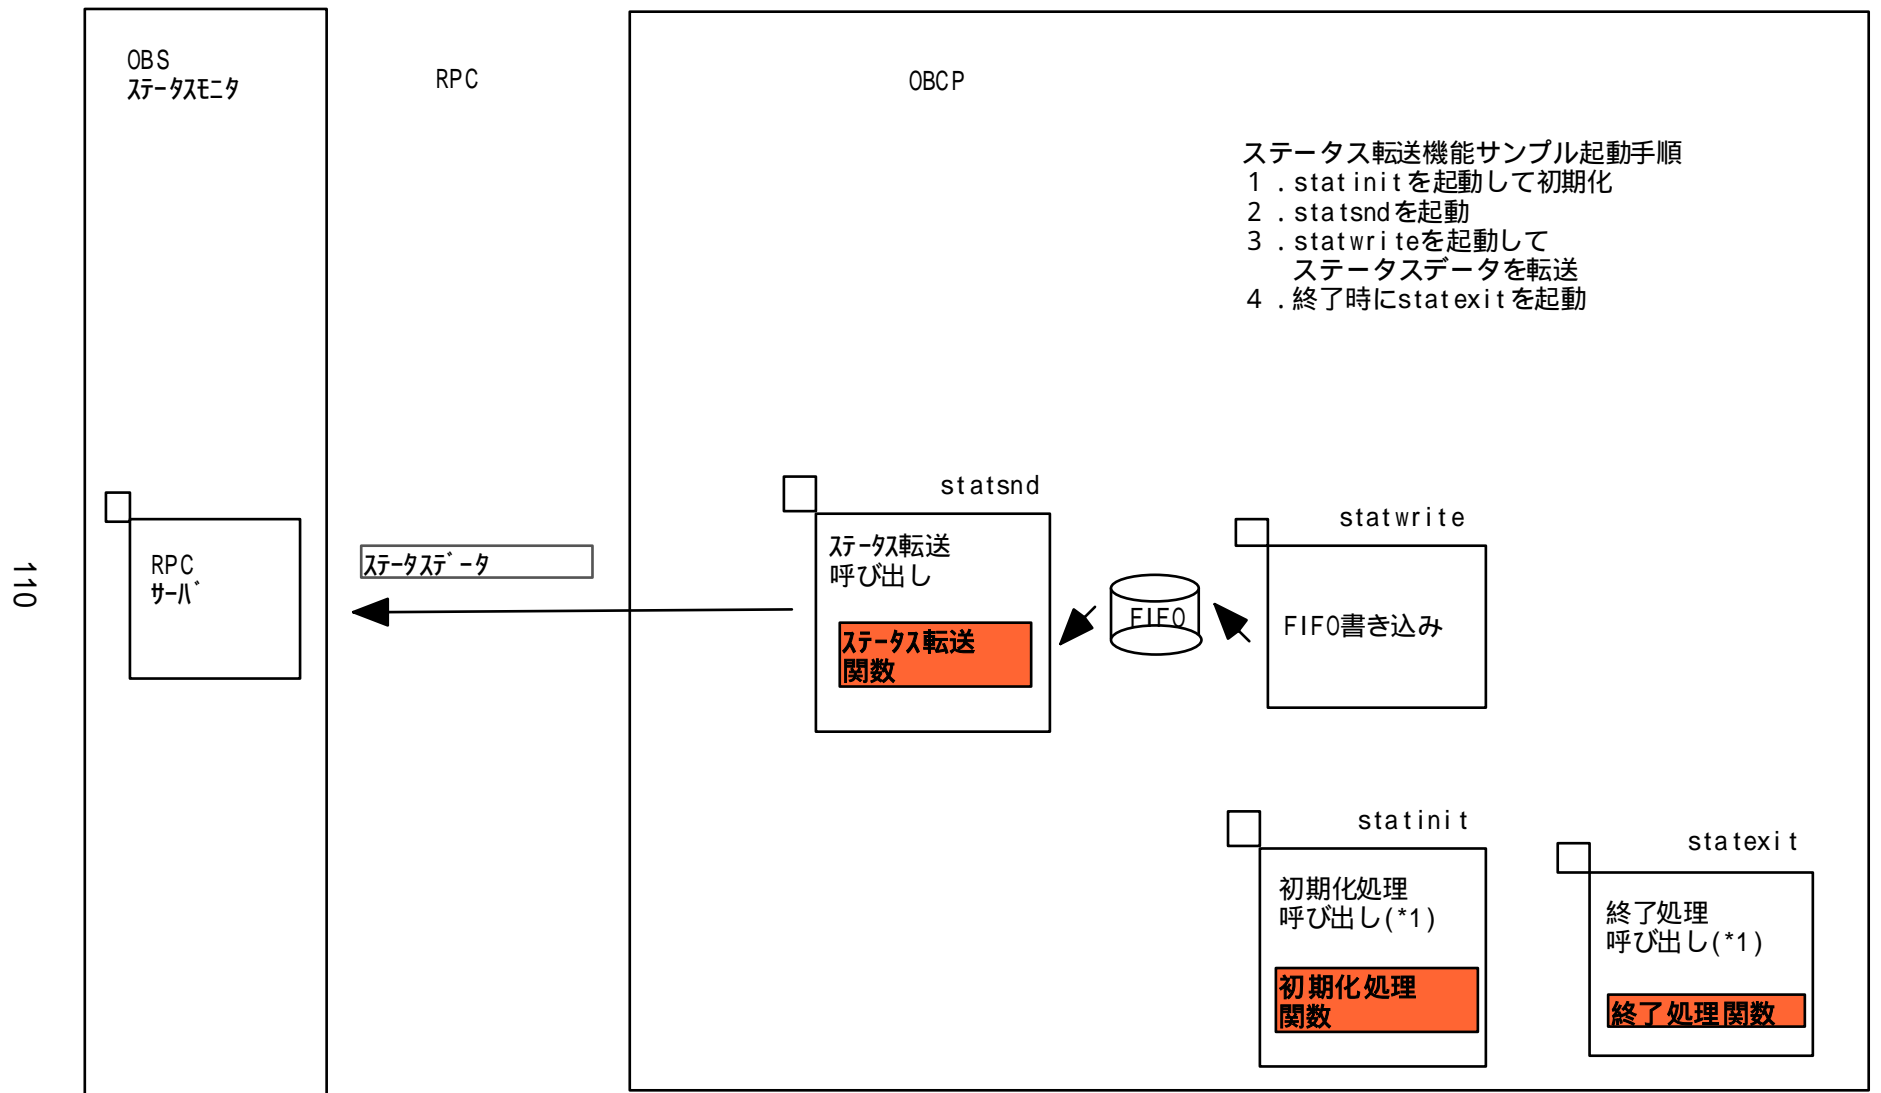 OBS
ｽﾃｰﾀｽﾓﾆﾀ
RPC
OBCP
ステータス転送機能サンプル起動手順
１．statinitを起動して初期化
２．statsndを起動
３．statwriteを起動して
ステータスデータを転送
４．終了時にstatexitを起動
statsnd
statwrite
RPC
ｻｰﾊﾞ
ｽﾃｰﾀｽﾃﾞｰﾀ
ｽﾃｰﾀｽ転送
呼び出し
ｽﾃｰﾀｽ転送
関数
FIFO
FIFO書き込み
110
statinit
statexit
初期化処理
呼び出し(*1)
初期化処理
関数
終了処理
呼び出し(*1)
終了処理関数